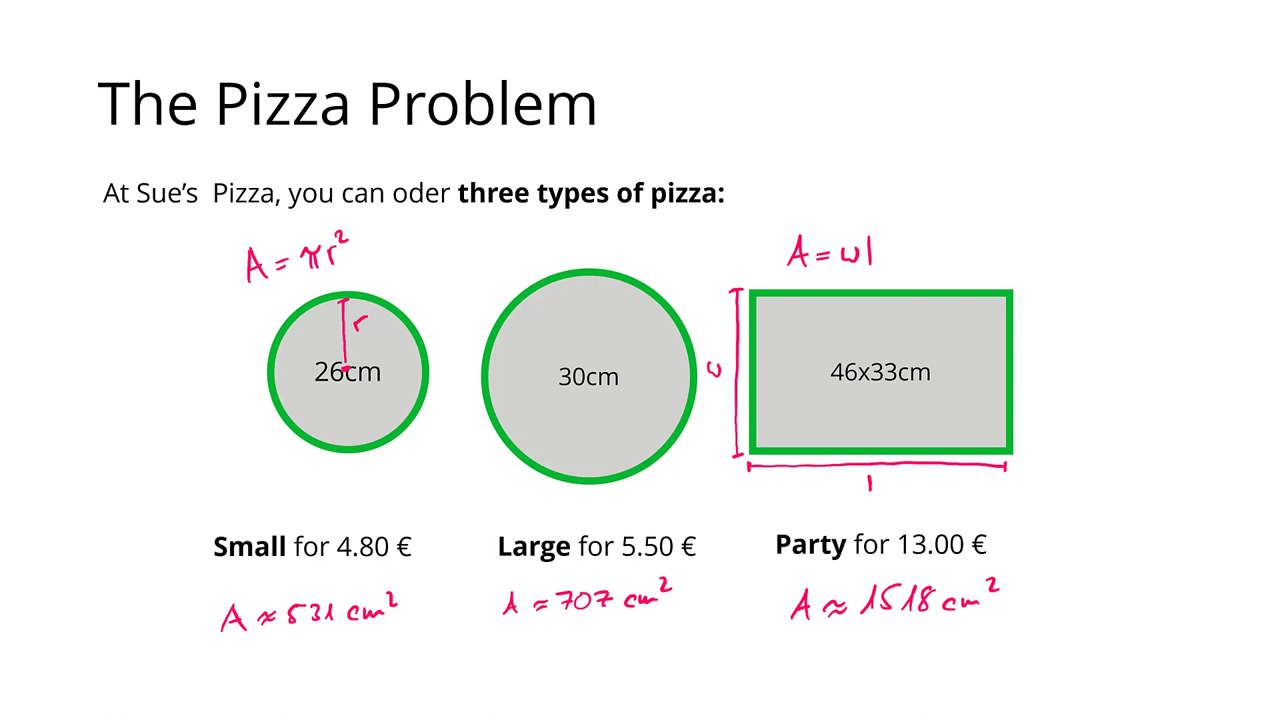 The Pizza Problem
At Sue’s Pizza, you can oder three types of pizza:
A = πr²
A = wl
r
26cm
30cm
w
46x33cm
l
Small for 4.80 €
Large for 5.50 €
Party for 13.00 €
A ≈ 531 cm²
A ≈ 707 cm²
A ≈ 1518 cm²